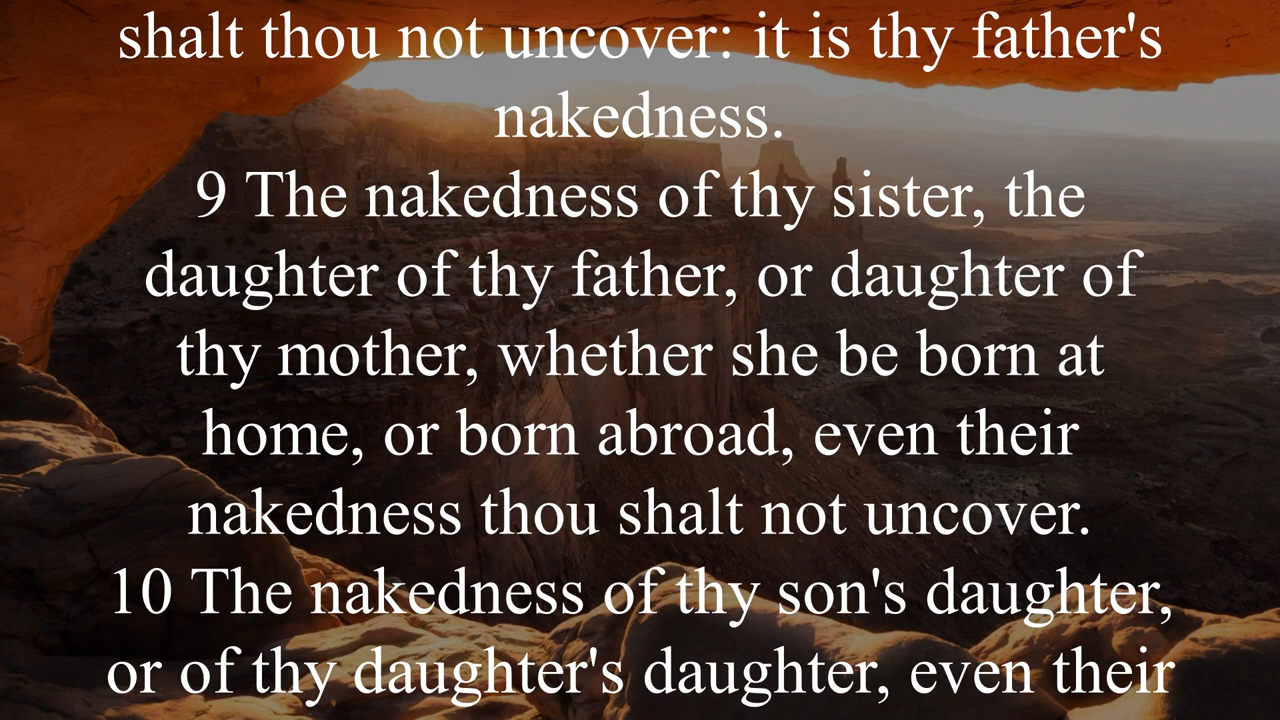 shalt thou not uncover: it is thy father's
nakedness.
9 The nakedness of thy sister, the
daughter of thy father, or daughter of
thy mother, whether she be born at
home, or born abroad, even their
nakedness thou shalt not uncover.
10 The nakedness of thy son's daughter,
or of thy daughter's daughter, even their